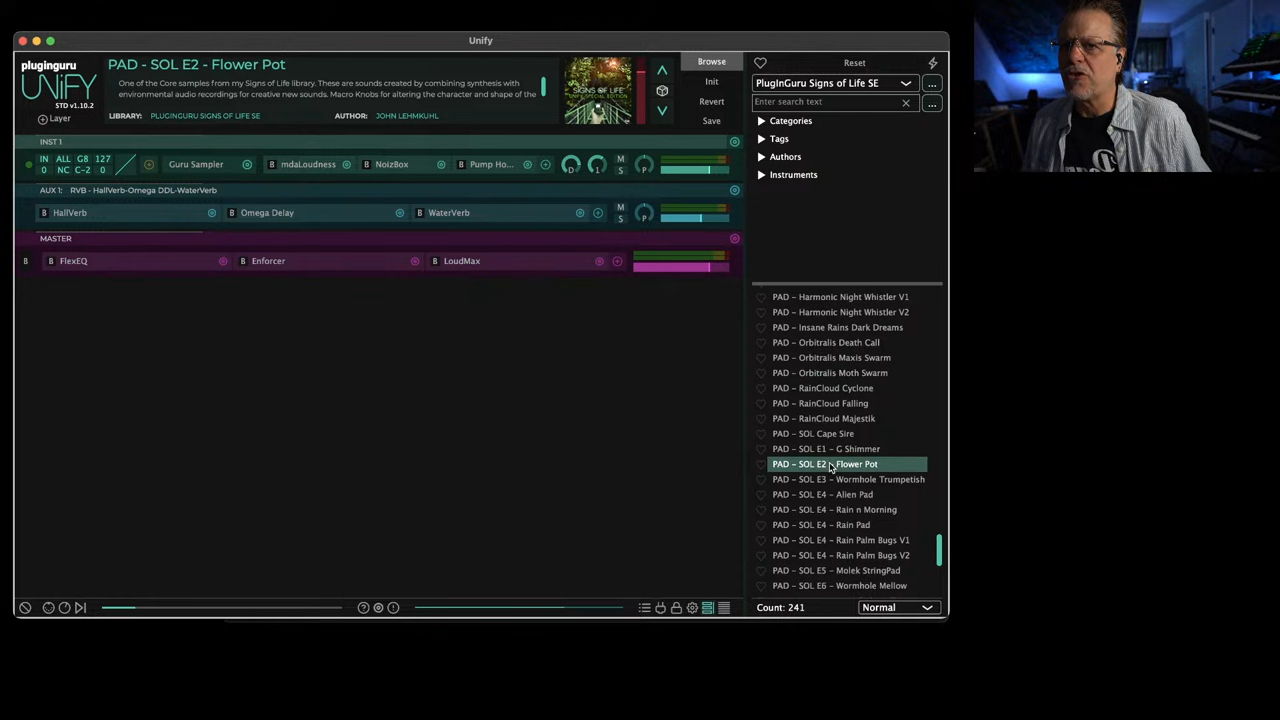 Unify
pluginguru
UNIFY
STD v1.10.2
Layer
PAD - SOL E2 - Flower Pot
One of the Core samples from my Signs of Life library. These are sounds created by combining synthesis with
environmental audio recordings for creative new sounds. Macro Knobs for altering the character and shape of the
LIBRARY: PLUGINGURU SIGNS OF LIFE SE AUTHOR: JOHN LEHMKUHL
SIGNS OF LIFE
Browse
Init
Revert
Save
INST 1
IN ALL G8 127
0 NC C-2 0
Guru Sampler
mdaLoudness
NoizBox
Pump Ho...
D
1
M
S
P
AUX 1: RVB - HallVerb-Omega DDL-WaterVerb
B HallVerb
B Omega Delay
B WaterVerb
M
S
P
MASTER
B
B FlexEQ
B Enforcer
B LoudMax
Reset
PlugInGuru Signs of Life SE
...
Enter search text
...
Categories
Tags
Authors
Instruments
PAD - Harmonic Night Whistler V1
PAD - Harmonic Night Whistler V2
PAD - Insane Rains Dark Dreams
PAD - Orbitralis Death Call
PAD - Orbitralis Maxis Swarm
PAD - Orbitralis Moth Swarm
PAD - RainCloud Cyclone
PAD - RainCloud Falling
PAD - RainCloud Majestik
PAD - SOL Cape Sire
PAD - SOL E1 - G Shimmer
PAD - SOL E2 - Flower Pot
PAD - SOL E3 - Wormhole Trumpetish
PAD - SOL E4 - Alien Pad
PAD - SOL E4 - Rain n Morning
PAD - SOL E4 - Rain Pad
PAD - SOL E4 - Rain Palm Bugs V1
PAD - SOL E4 - Rain Palm Bugs V2
PAD - SOL E5 - Molek StringPad
PAD - SOL E6 - Wormhole Mellow
Count: 241
Normal